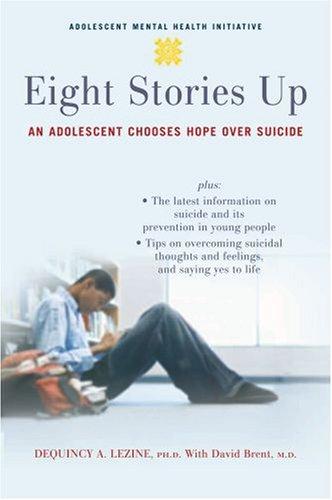 ADOLESCENT MENTAL HEALTH INITIATIVE
Eight Stories Up
AN ADOLESCENT CHOOSES HOPE OVER SUICIDE
plus:
• The latest information on
suicide and its
prevention in young people
• Tips on overcoming suicidal
thoughts and feelings,
and saying yes to life
DEQUINCY A. LEZINE, PH.D. With David Brent, M.D.